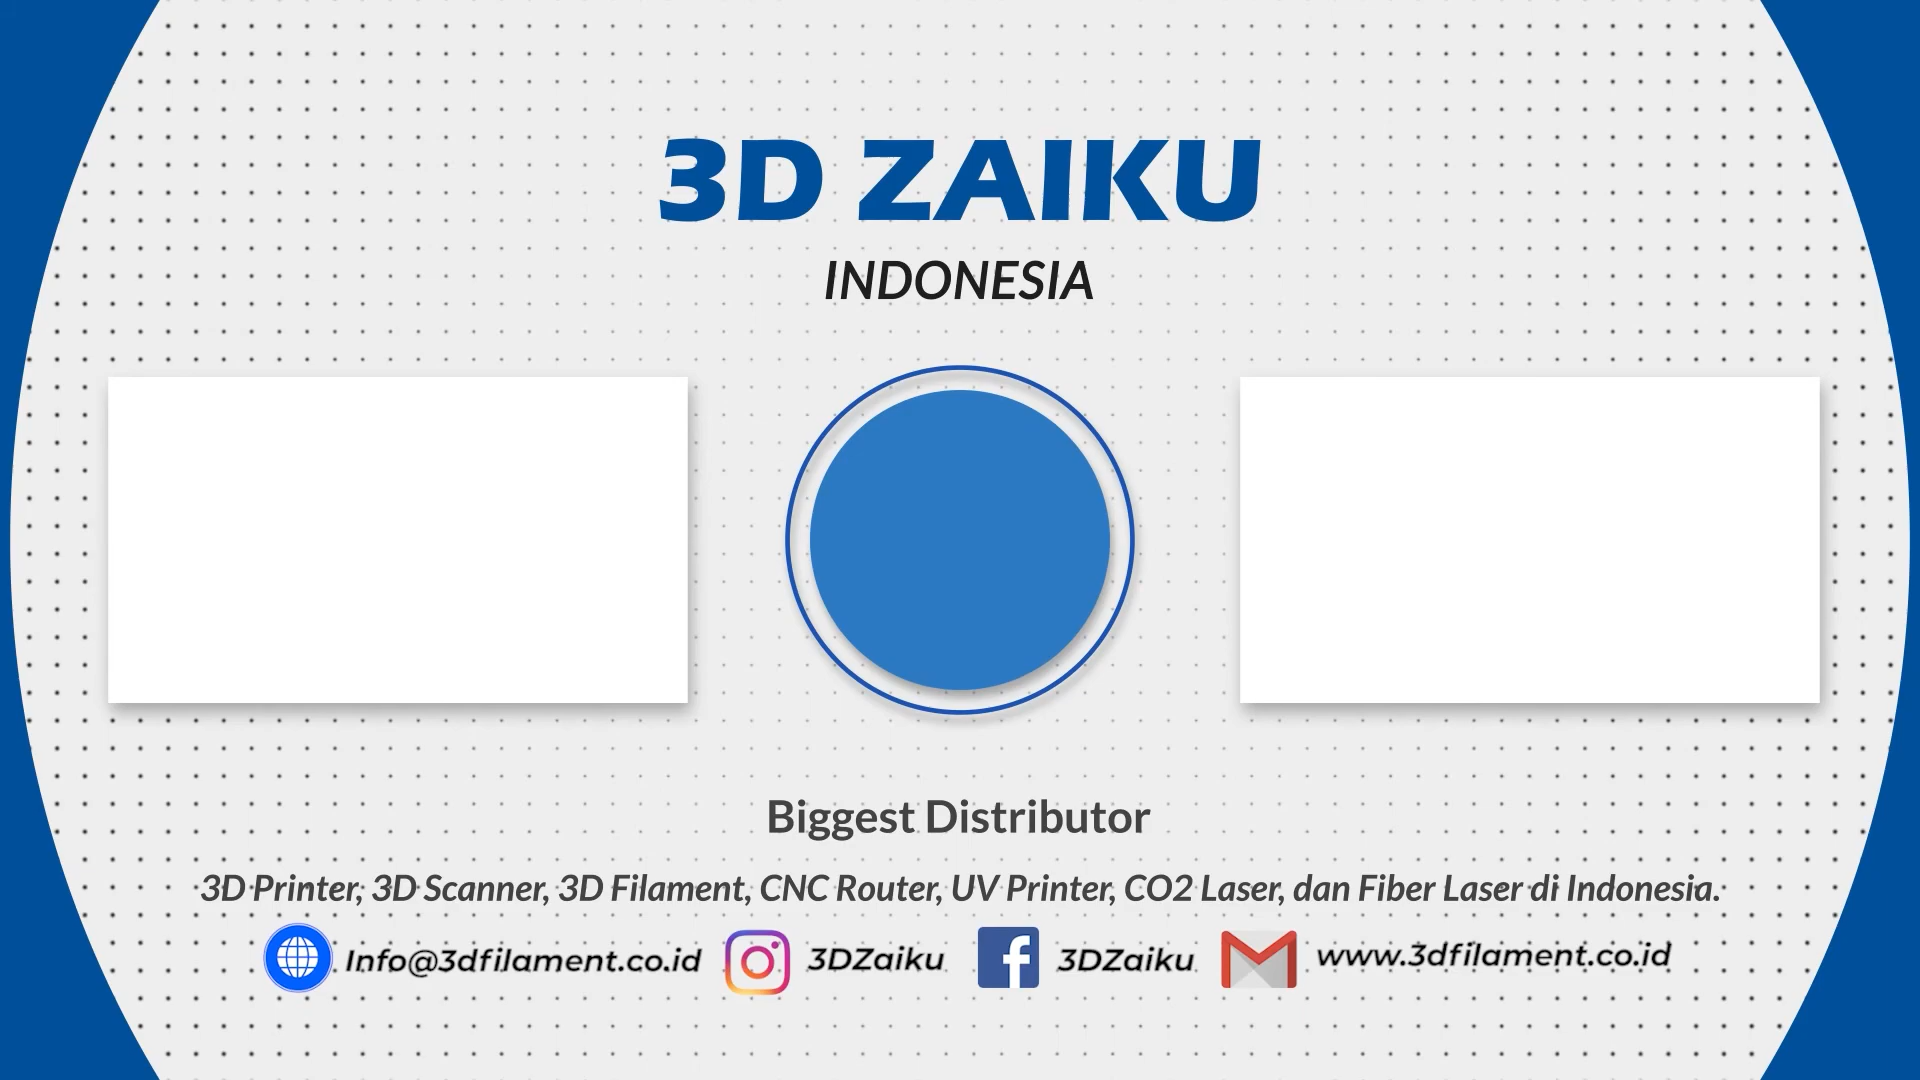 3D ZAIKU
INDONESIA
Biggest Distributor
3D Printer, 3D Scanner, 3D Filament, CNC Router, UV Printer, CO2 Laser, dan Fiber Laser di Indonesia.
Info@3dfilament.co.id 3DZaiku 3DZaiku www.3dfilament.co.id